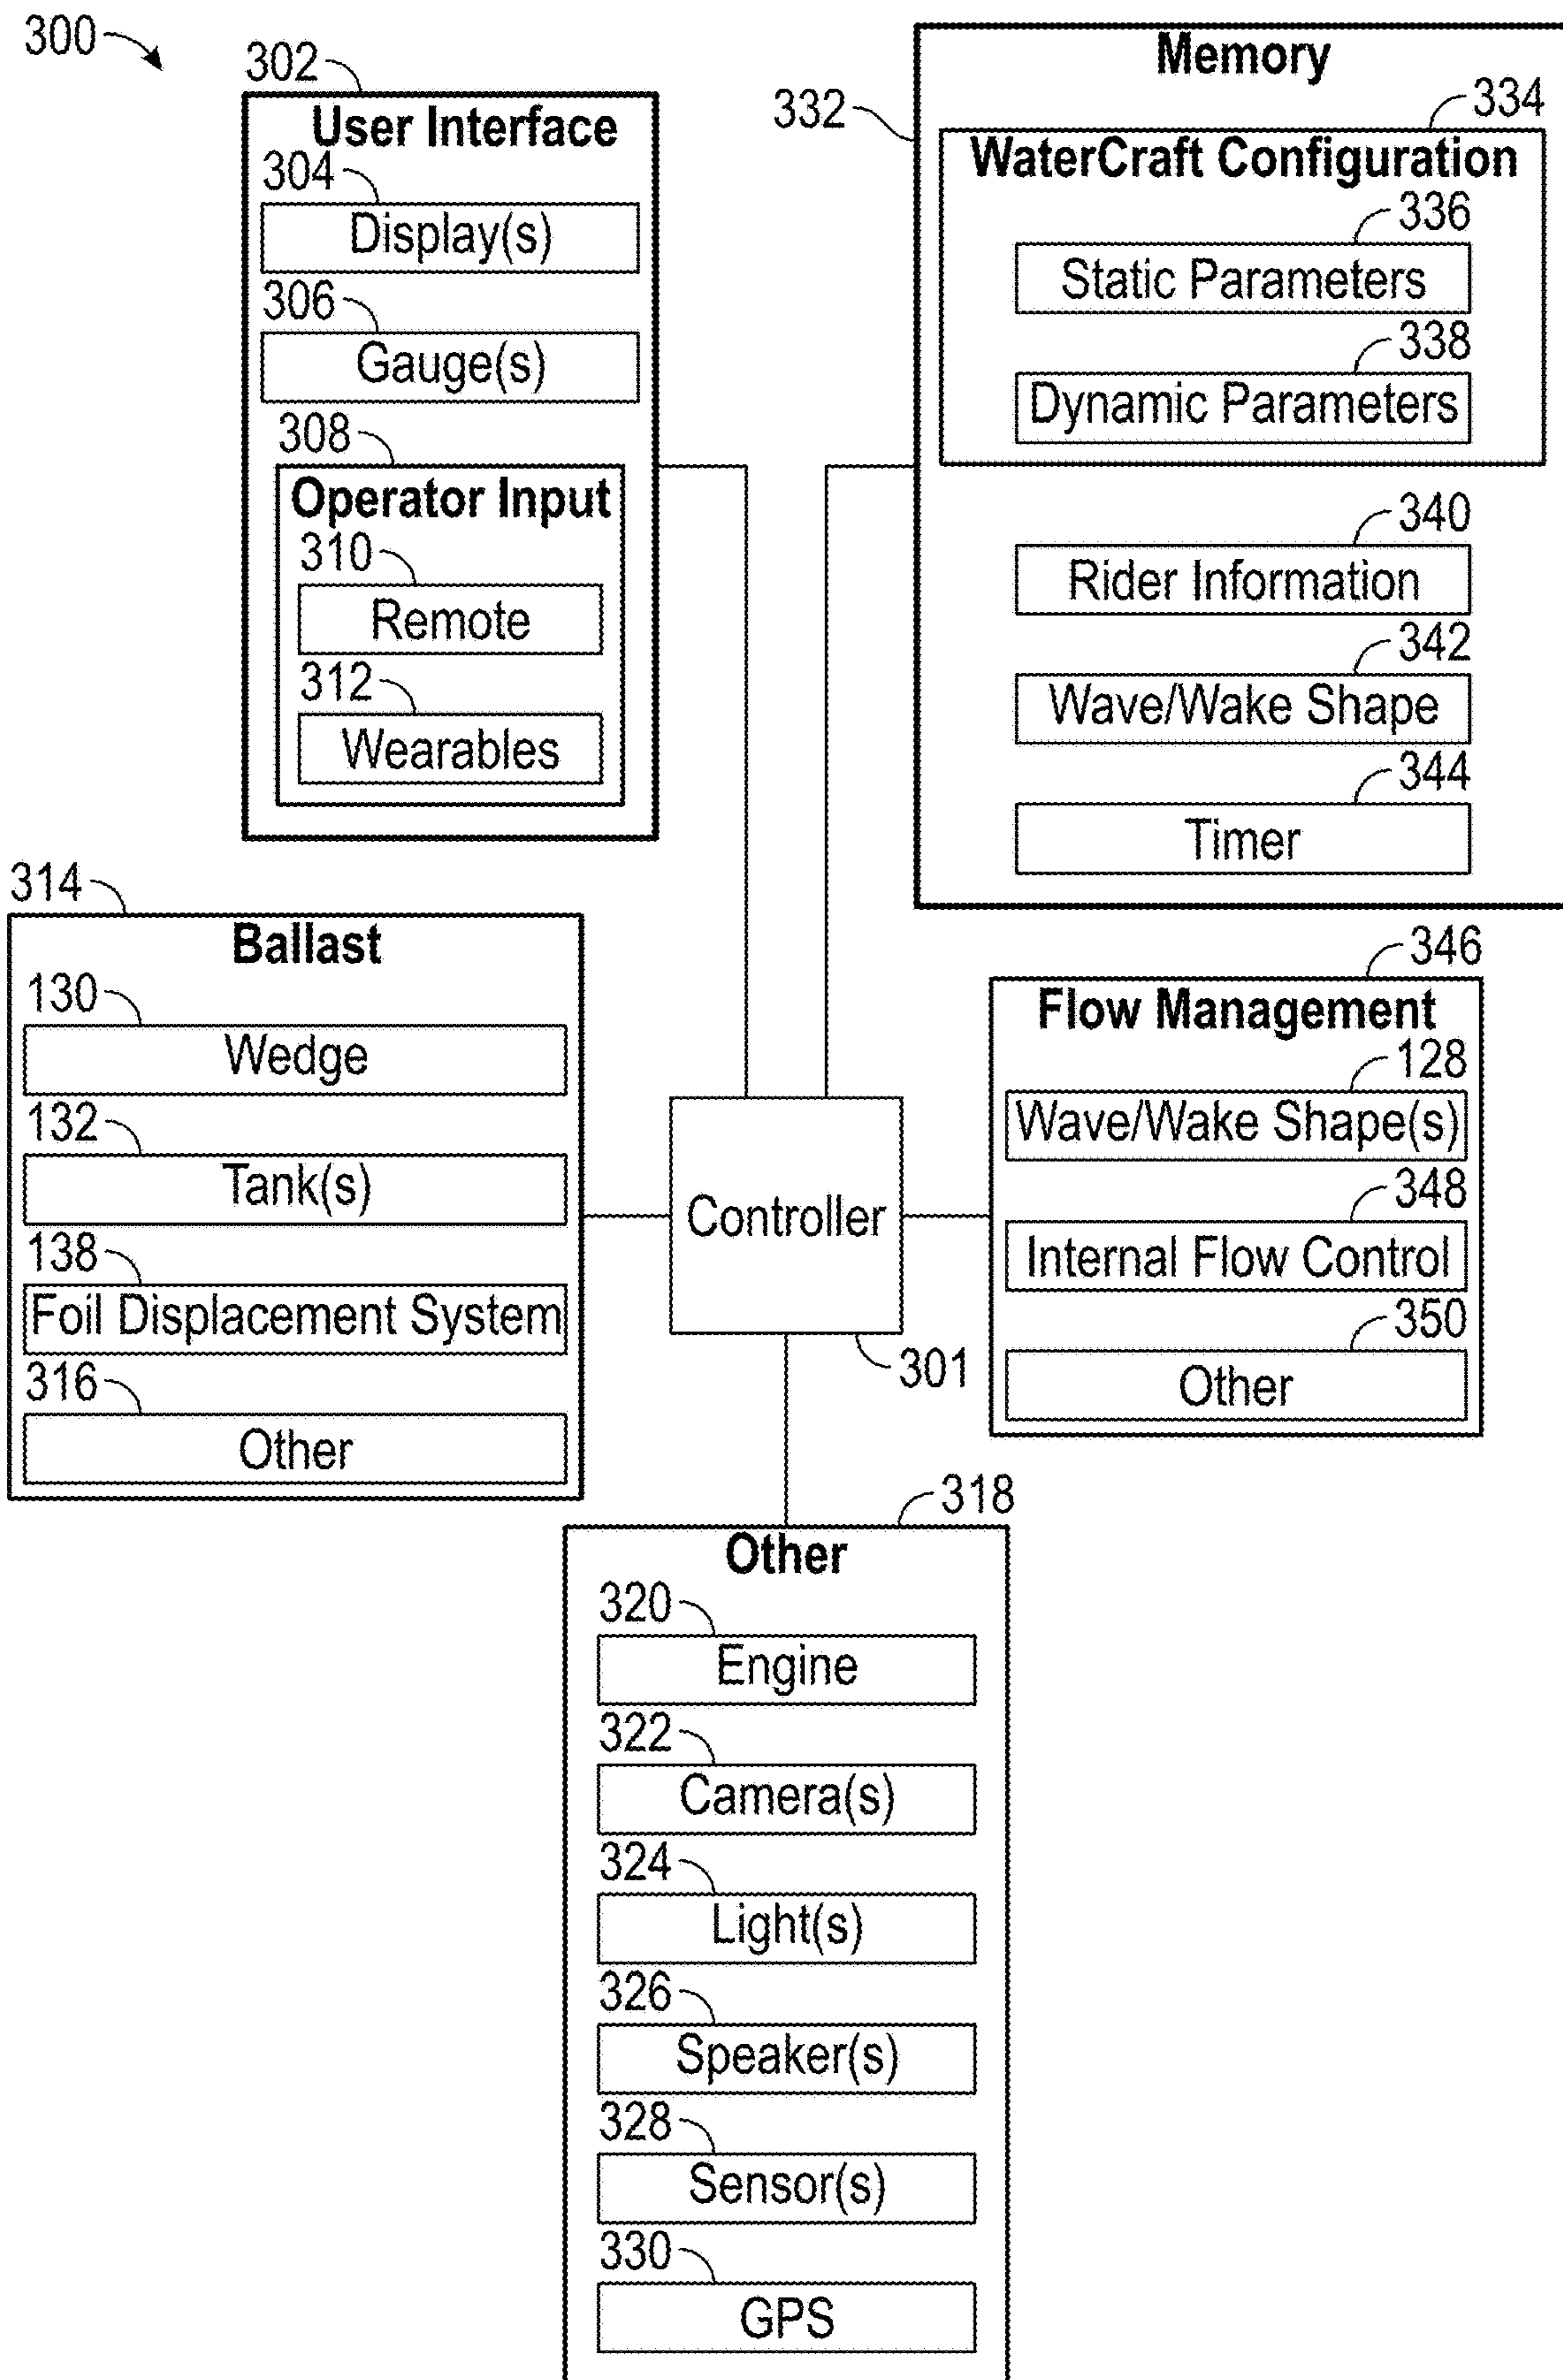 300
302
User Interface
304
Display(s)
306
Gauge(s)
308
Operator Input
310
Remote
312
Wearables
Memory
332
334
WaterCraft Configuration
336
Static Parameters
338
Dynamic Parameters
340
Rider Information
342
Wave/Wake Shape
344
Timer
314
Ballast
130
Wedge
132
Tank(s)
138
Foil Displacement System
316
Other
Controller
301
346
Flow Management
128
Wave/Wake Shape(s)
348
Internal Flow Control
350
Other
318
Other
320
Engine
322
Camera(s)
324
Light(s)
326
Speaker(s)
328
Sensor(s)
330
GPS